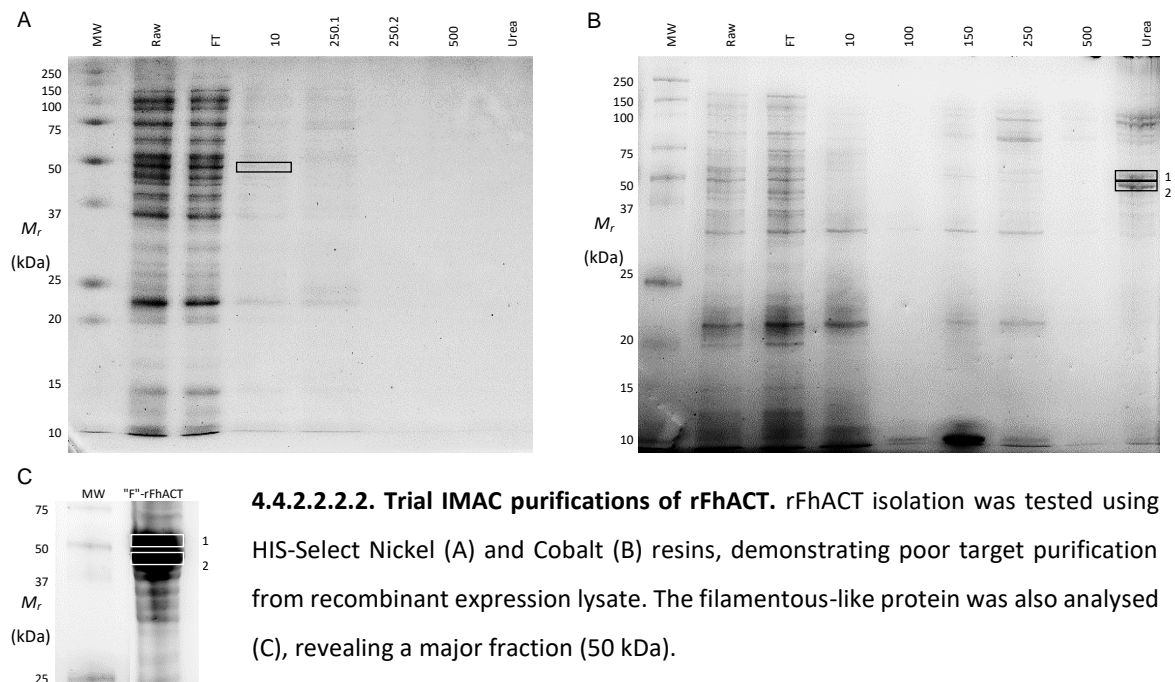 A
MW Raw FT 10 250.1 250.2 500 Urea
250
150
100
75
50
37
Mr
(kDa)
25
20
15
10
B
MW Raw FT 10 100 150 250 500 Urea
250
150
100
75
50
37
Mr
(kDa)
25
20
15
10
1
2
C
MW "F"-rFhACT
75
50
37
Mr
(kDa)
25
1
2
4.4.2.2.2.2. Trial IMAC purifications of rFhACT. rFhACT isolation was tested using
HIS-Select Nickel (A) and Cobalt (B) resins, demonstrating poor target purification
from recombinant expression lysate. The filamentous-like protein was also analysed
(C), revealing a major fraction (50 kDa).